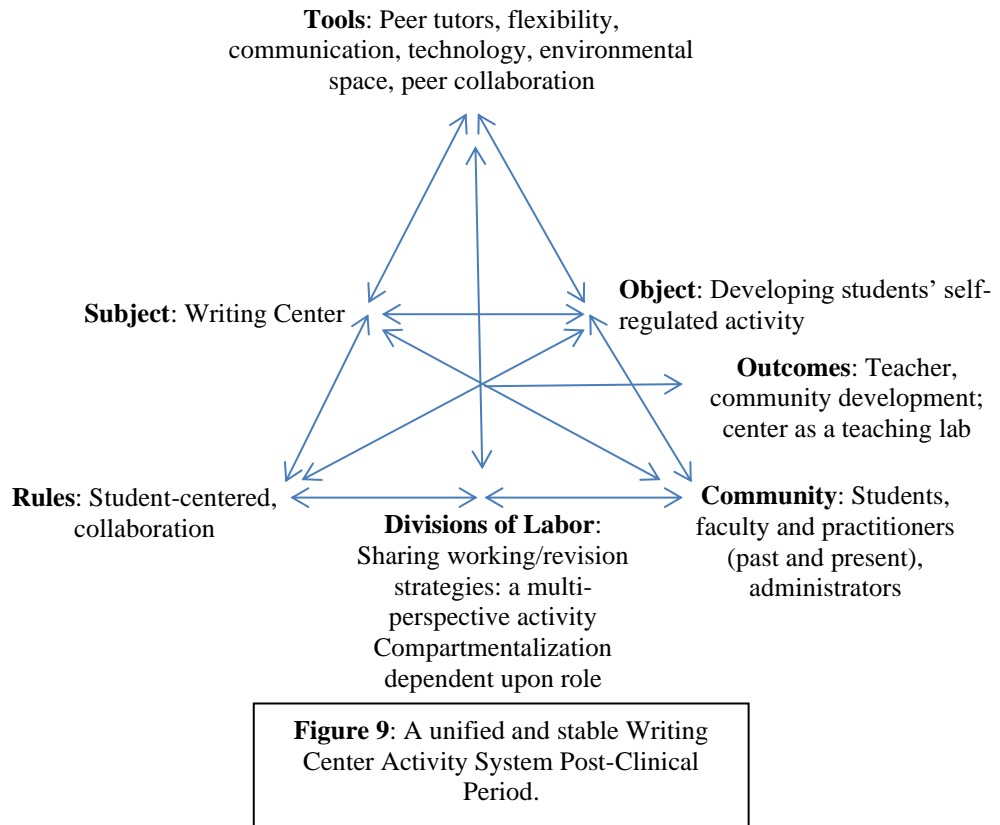 Tools: Peer tutors, flexibility,
communication, technology, environmental
space, peer collaboration
Subject: Writing Center
Object: Developing students’ self-
regulated activity
Outcomes: Teacher,
community development;
center as a teaching lab
Rules: Student-centered,
collaboration
Divisions of Labor:
Sharing working/revision
strategies: a multi-
perspective activity
Compartmentalization
dependent upon role
Community: Students,
faculty and practitioners
(past and present),
administrators
Figure 9: A unified and stable Writing
Center Activity System Post-Clinical
Period.